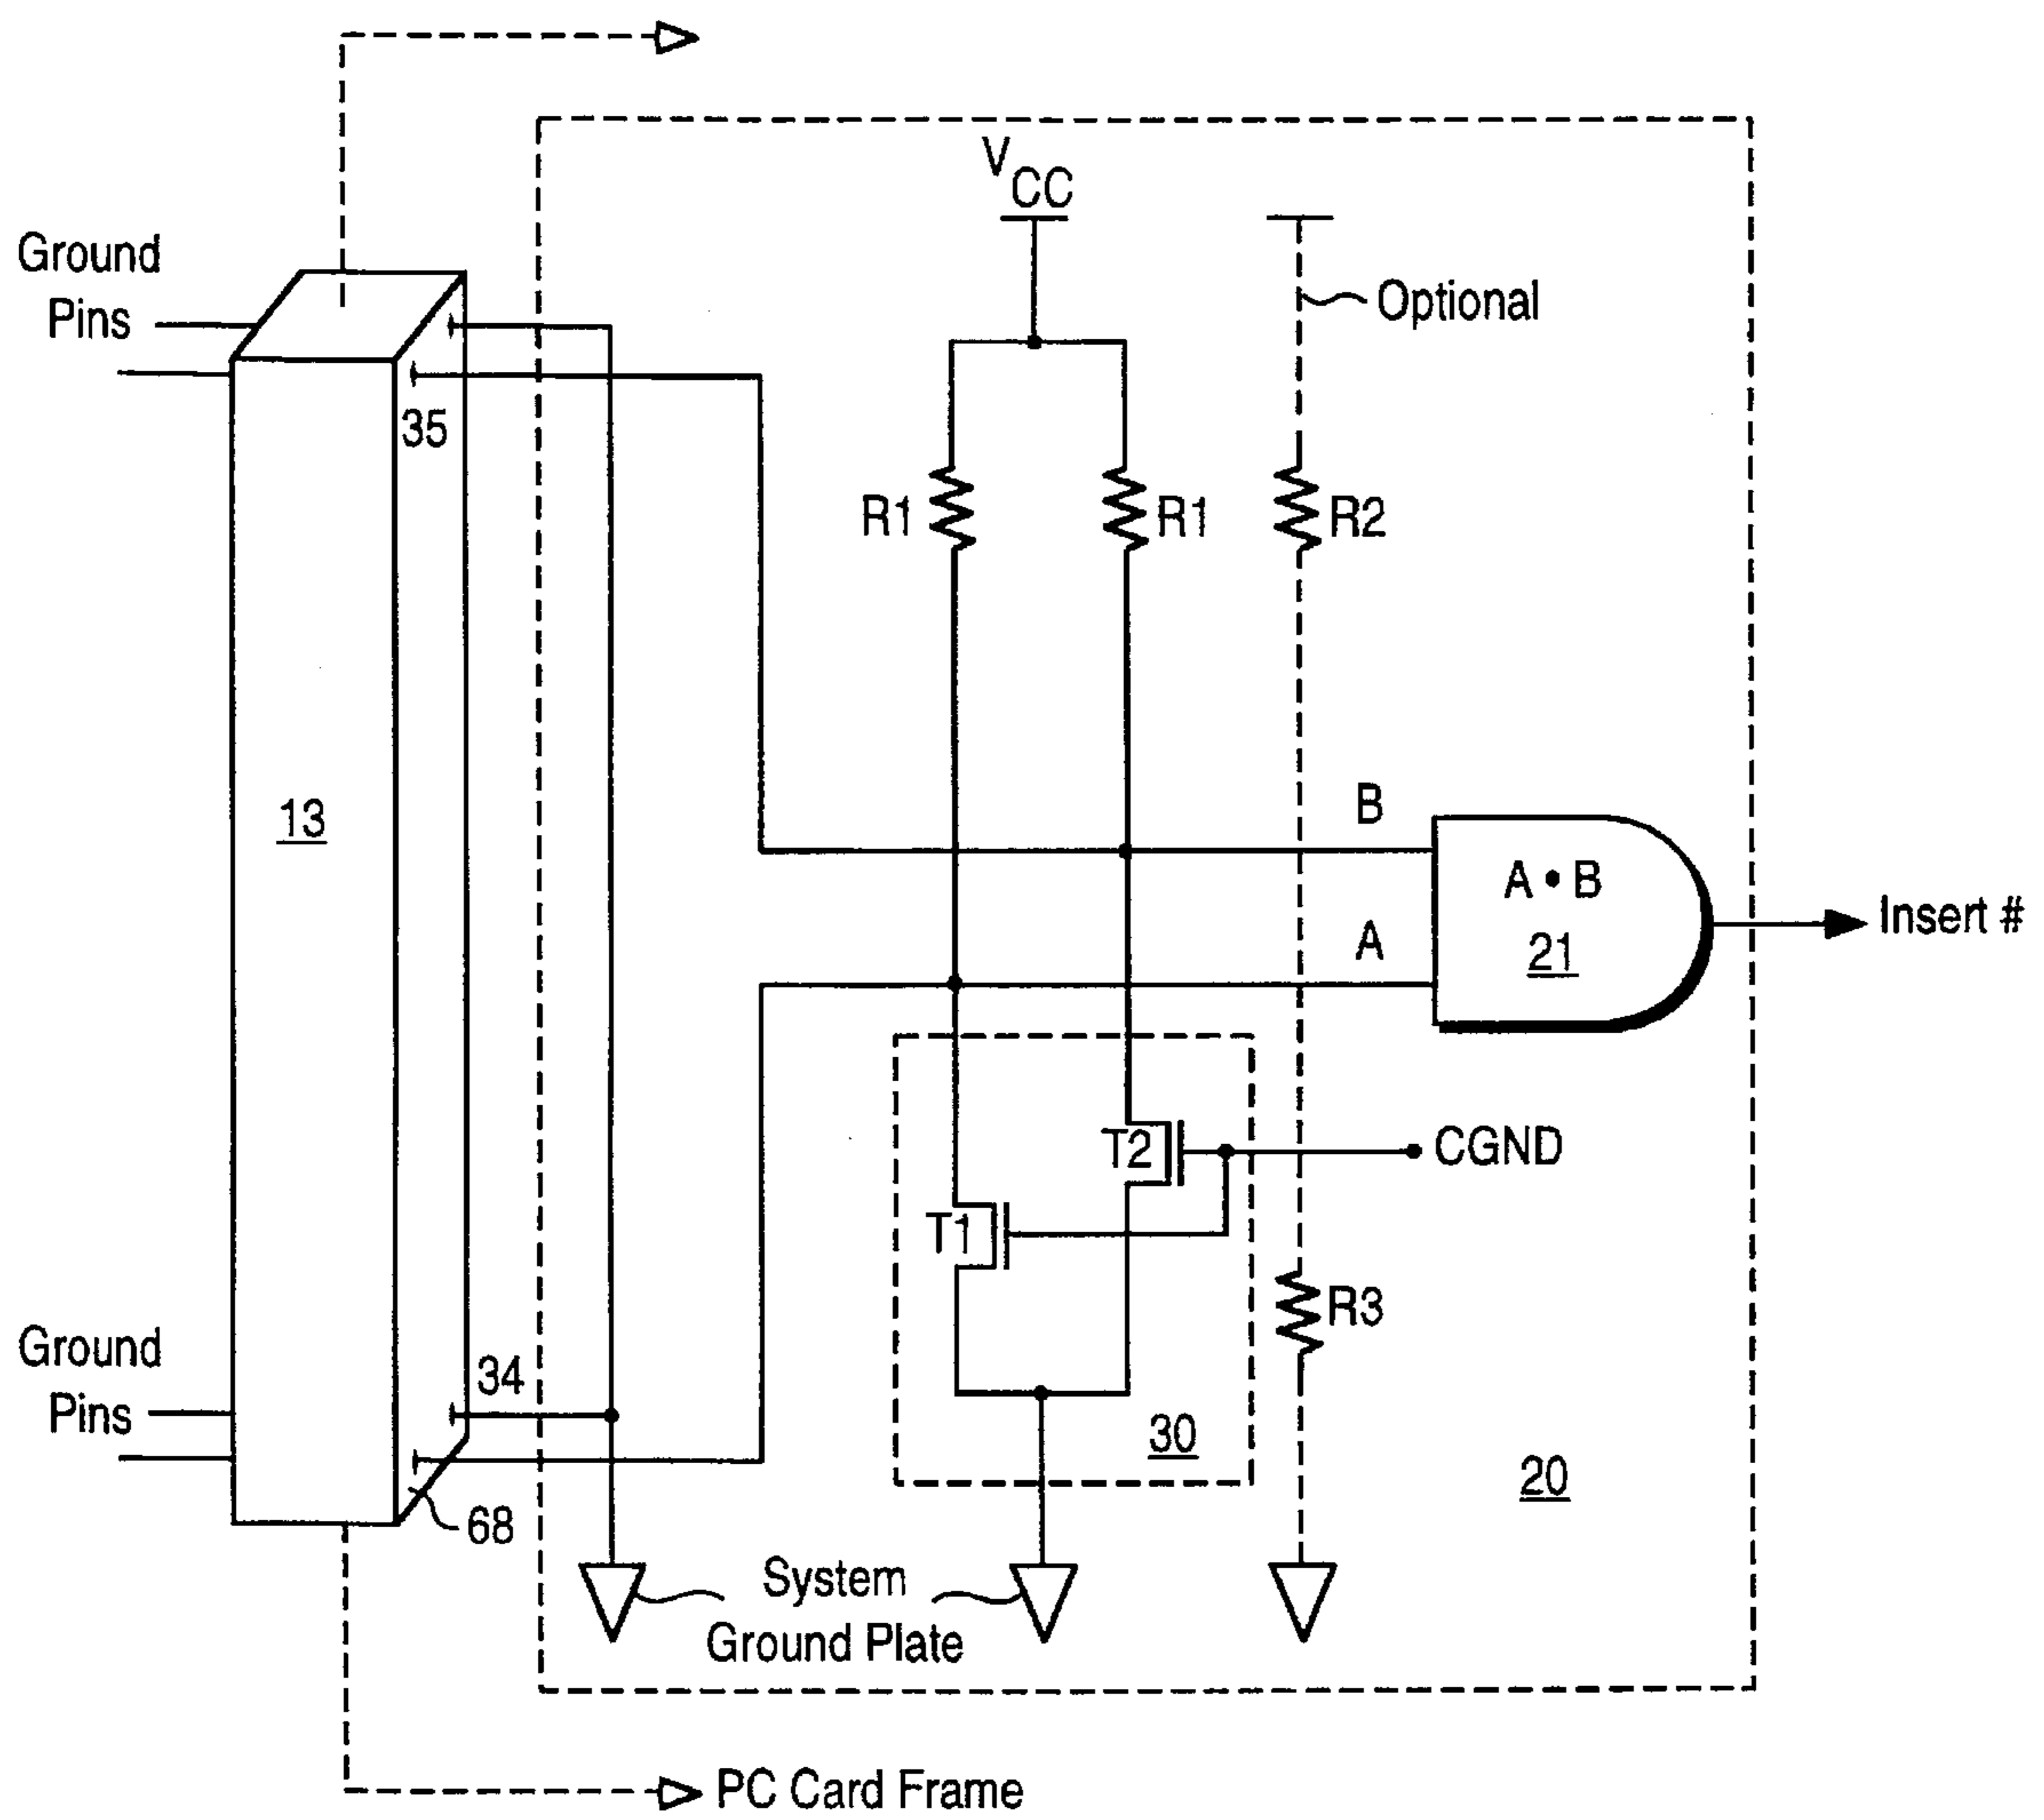 V
CC
Ground
Pins
Optional
35
R1
R1
R2
13
B
A • B
21
Insert #
A
T2
CGND
T1
R3
Ground
Pins
34
30
20
68
System
Ground Plate
PC Card Frame